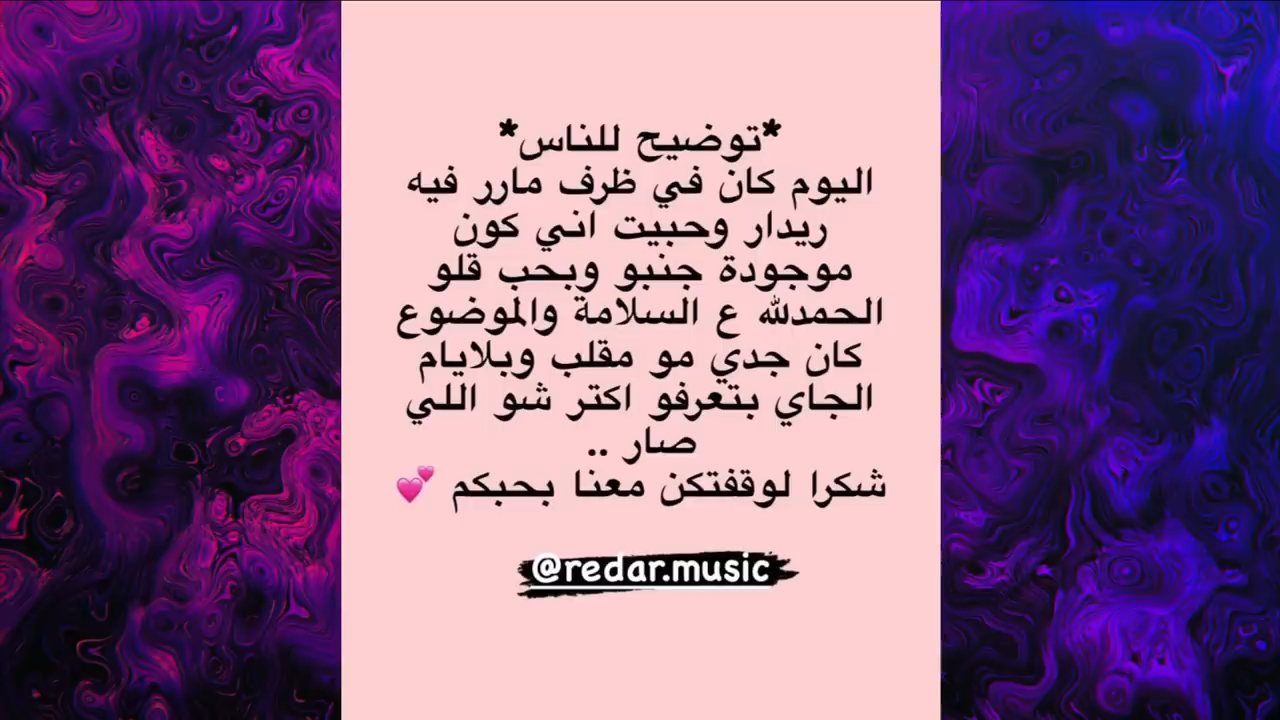 *توضيح للناس*
اليوم كان في ظرف مارر فيه
ريدار وحبيت اني كون
موجودة جنبو وبحب قلو
الحمدلله ع السلامة والموضوع
كان جدي مو مقلب وبلايام
الجاي بتعرفو اكتر شو اللي
صار ..
شكرا لوقفتكن معنا بحبكم 💕
@redar.music